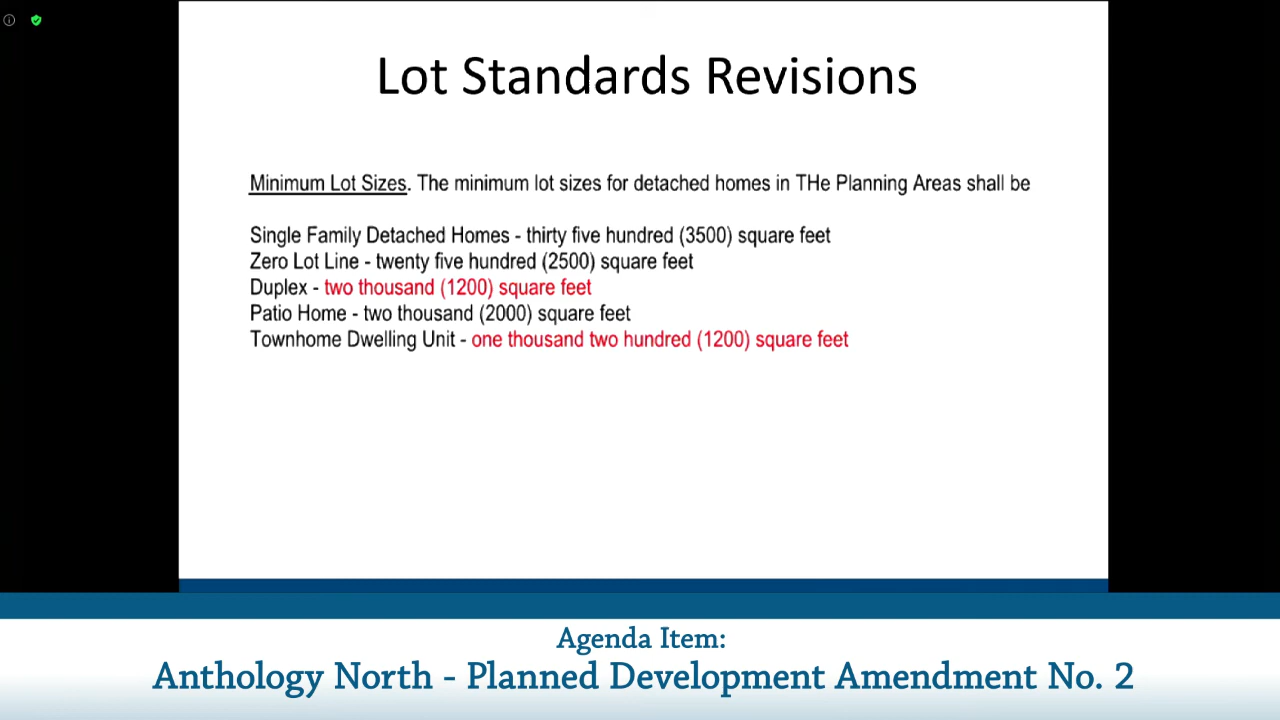 Lot Standards Revisions
Minimum Lot Sizes. The minimum lot sizes for detached homes in THe Planning Areas shall be
Single Family Detached Homes - thirty five hundred (3500) square feet
Zero Lot Line - twenty five hundred (2500) square feet
Duplex - two thousand (1200) square feet
Patio Home - two thousand (2000) square feet
Townhome Dwelling Unit - one thousand two hundred (1200) square feet
Agenda Item:
Anthology North - Planned Development Amendment No. 2